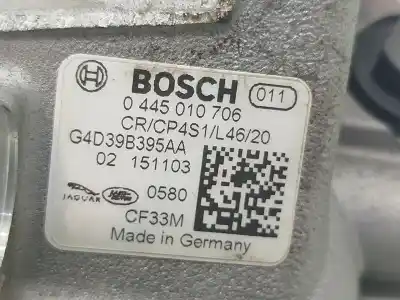 BOSCH 011
0 445 010 706
CR/CP4S1/L46/20
G4D39B395AA
02 151103
JAGUAR LAND ROVER 0580
CF33M
Made in Germany